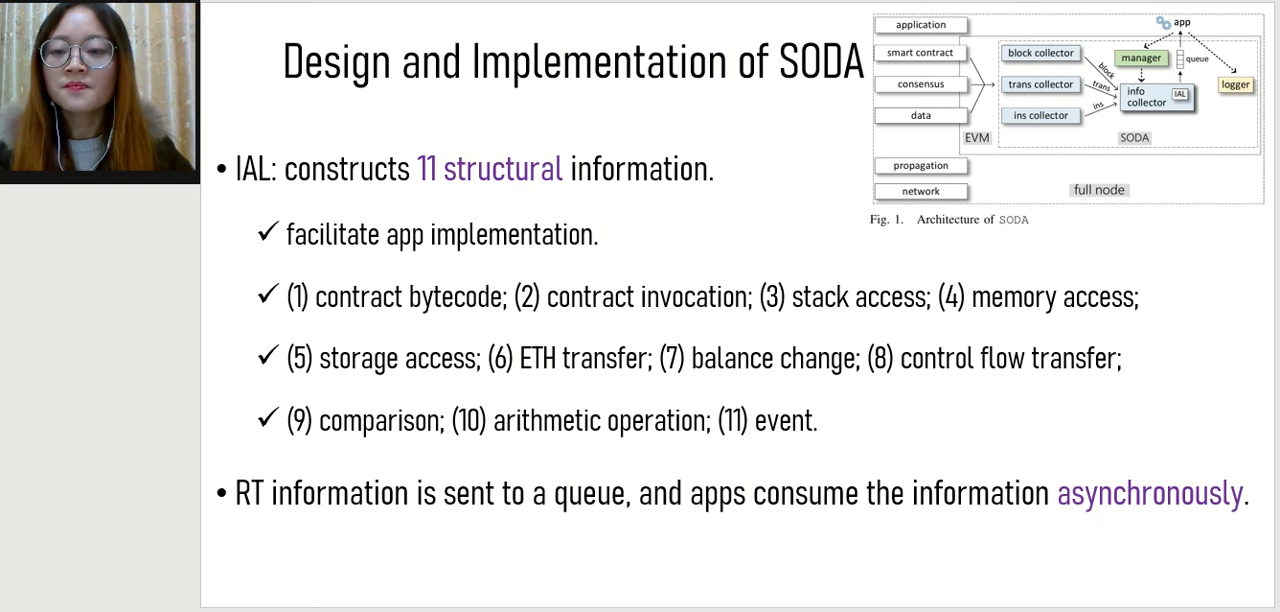 Design and Implementation of SODA
• IAL: constructs 11 structural information.
✓ facilitate app implementation.
✓ (1) contract bytecode; (2) contract invocation; (3) stack access; (4) memory access;
✓ (5) storage access; (6) ETH transfer; (7) balance change; (8) control flow transfer;
✓ (9) comparison; (10) arithmetic operation; (11) event.
• RT information is sent to a queue, and apps consume the information asynchronously.
application
smart contract
consensus
data
propagation
network
EVM
block collector
trans collector
ins collector
block
trans
ins
app
manager
queue
info
collector
IAL
logger
SODA
full node
Fig. 1. Architecture of SODA